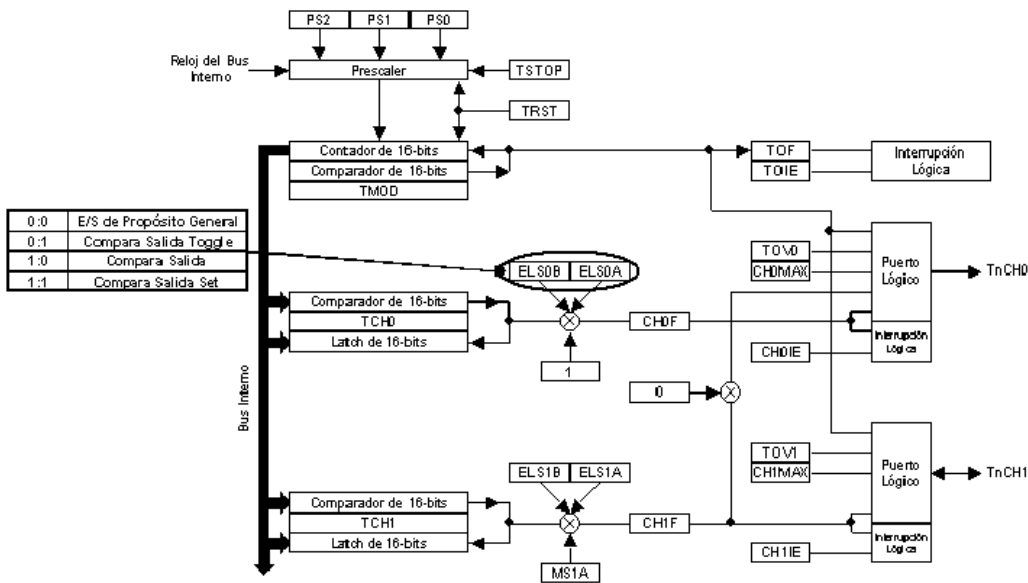 PS2 PS1 PS0
Reloj del Bus
Interno
Prescaler
TSTOP
TRST
Contador de 16-bits
Comparador de 16-bits
TMOD
TOF
TOIE
Interrupción
Lógica
0:0 E/S de Propósito General
0:1 Compara Salida Toggle
1:0 Compara Salida
1:1 Compara Salida Set
ELS0B ELS0A
TOV0
CH0MAX
Puerto
Lógico
TnCH0
Comparador de 16-bits
TCH0
Latch de 16-bits
CH0F
Interrupción
Lógica
CH0IE
1
0
Bus Interno
ELS1B ELS1A
TOV1
CH1MAX
Puerto
Lógico
TnCH1
Comparador de 16-bits
TCH1
Latch de 16-bits
CH1F
Interrupción
Lógica
CH1IE
MS1A